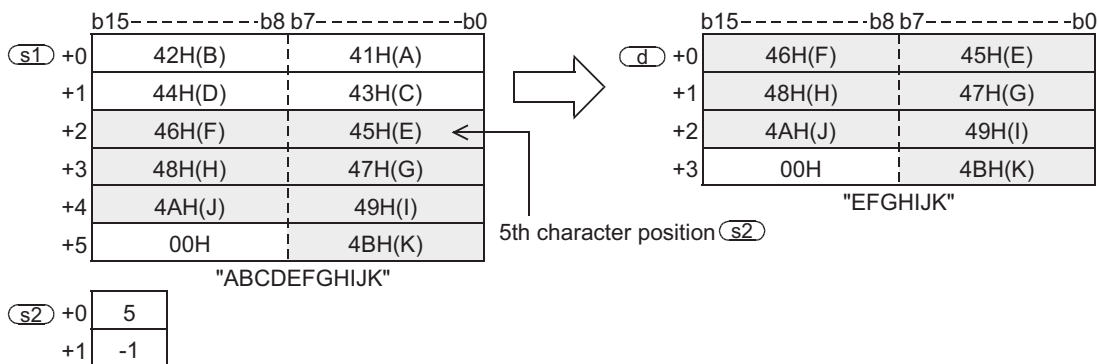 b15 b8 b7 b0
s1 +0 42H(B) 41H(A)
+1 44H(D) 43H(C)
+2 46H(F) 45H(E)
+3 48H(H) 47H(G)
+4 4AH(J) 49H(I)
+5 00H 4BH(K)
"ABCDEFGHIJK"
5th character position s2
b15 b8 b7 b0
d +0 46H(F) 45H(E)
+1 48H(H) 47H(G)
+2 4AH(J) 49H(I)
+3 00H 4BH(K)
"EFGHIJK"
s2 +0 5
+1 -1